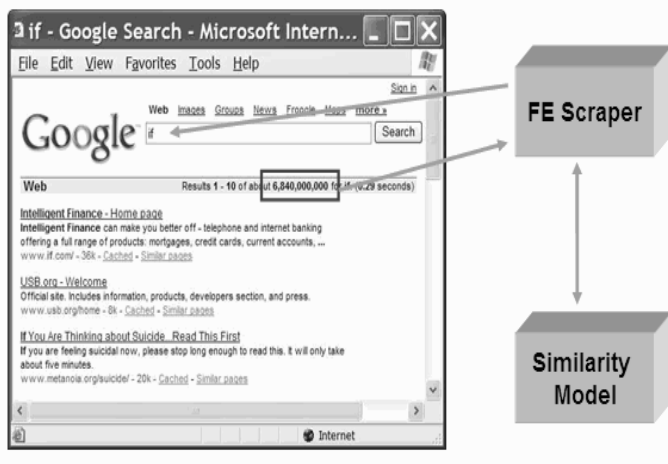 if - Google Search - Microsoft Intern...
File Edit View Favorites Tools Help
Sign in
Web Images Groups News Froogle Maps more »
Google
if
Search
Web
Results 1 - 10 of about 6,840,000,000 for if. (0.29 seconds)
Intelligent Finance - Home page
Intelligent Finance can make you better off - telephone and internet banking
offering a full range of products: mortgages, credit cards, current accounts, ...
www.if.com/ - 36k - Cached - Similar pages
USB.org - Welcome
Official site. Includes information, products, developers section, and press.
www.usb.org/home - 8k - Cached - Similar pages
If You Are Thinking about Suicide...Read This First
If you are feeling suicidal now, please stop long enough to read this. It will only take
about five minutes.
www.metanoia.org/suicide/ - 20k - Cached - Similar pages
Internet
FE Scraper
Similarity
Model